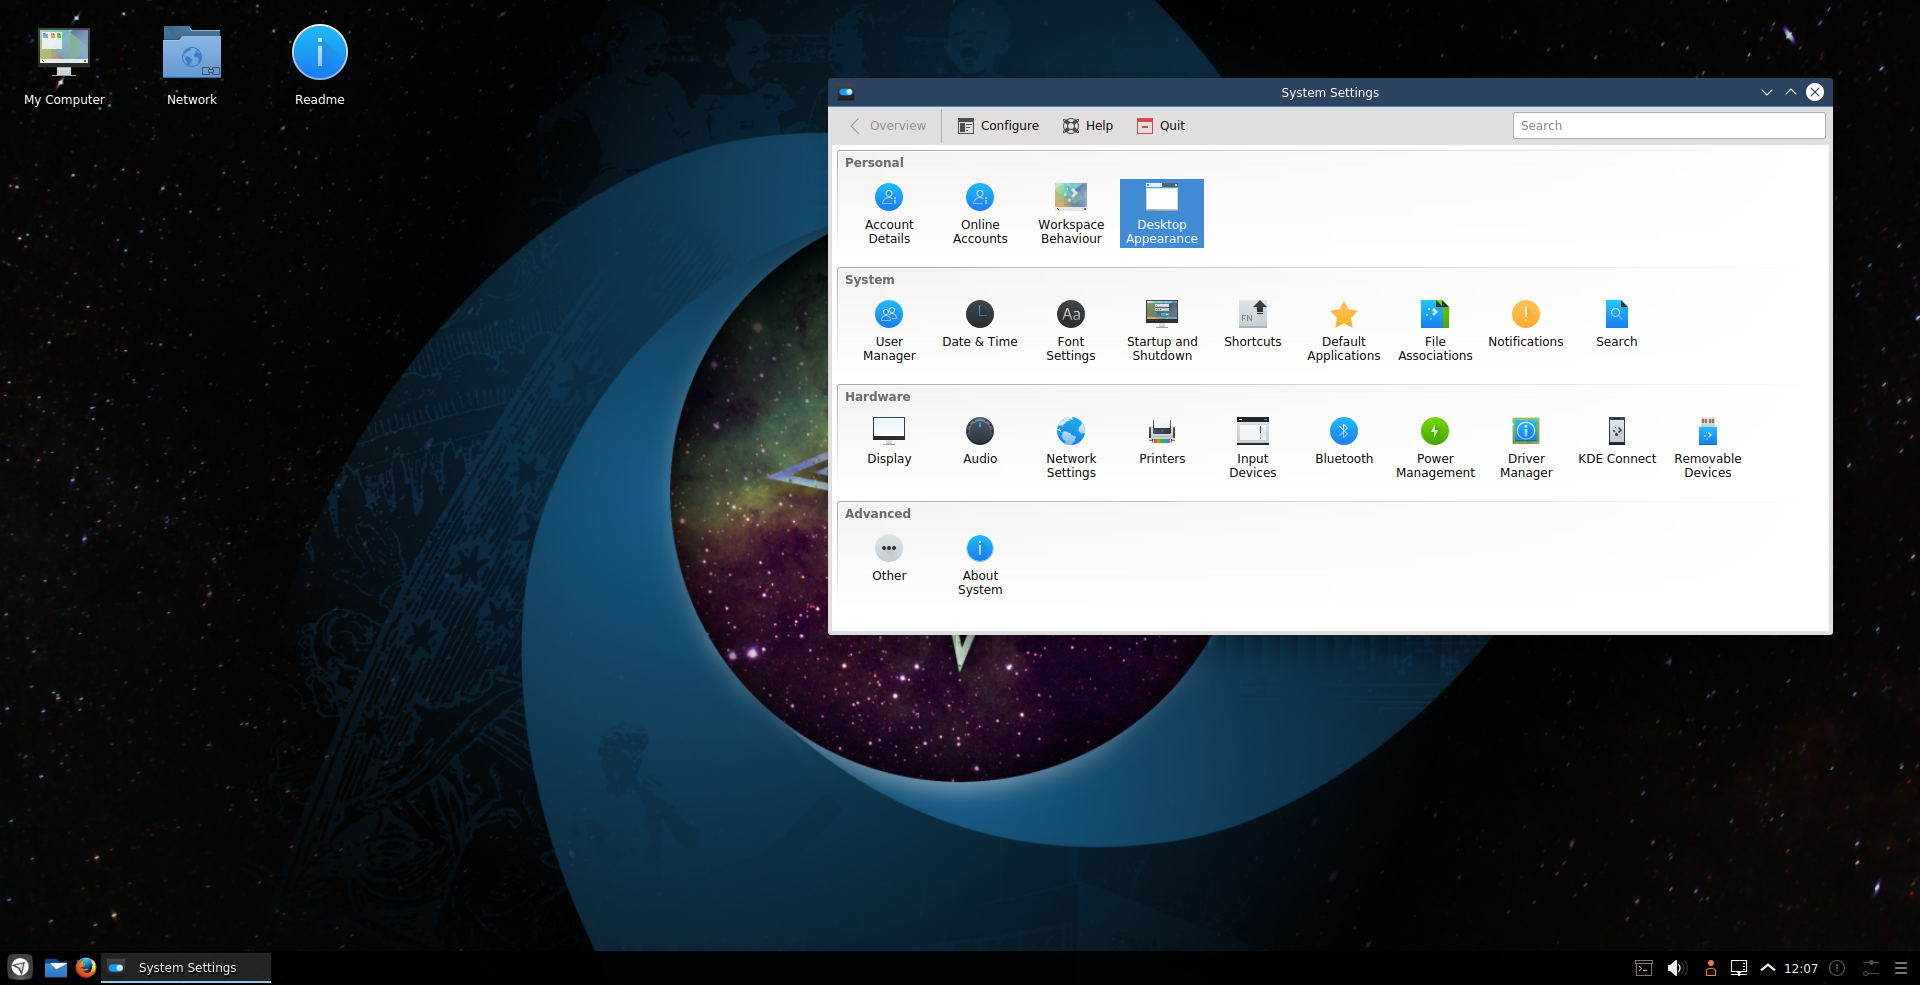 My Computer
Network
Readme
System Settings
Overview
Configure
Help
Quit
Search
Personal
Account
Details
Online
Accounts
Workspace
Behaviour
Desktop
Appearance
System
User
Manager
Date & Time
Font
Settings
Startup and
Shutdown
Shortcuts
Default
Applications
File
Associations
Notifications
Search
Aa
FN
Hardware
Display
Audio
Network
Settings
Printers
Input
Devices
Bluetooth
Power
Management
Driver
Manager
KDE Connect
Removable
Devices
Advanced
Other
About
System
System Settings
12:07